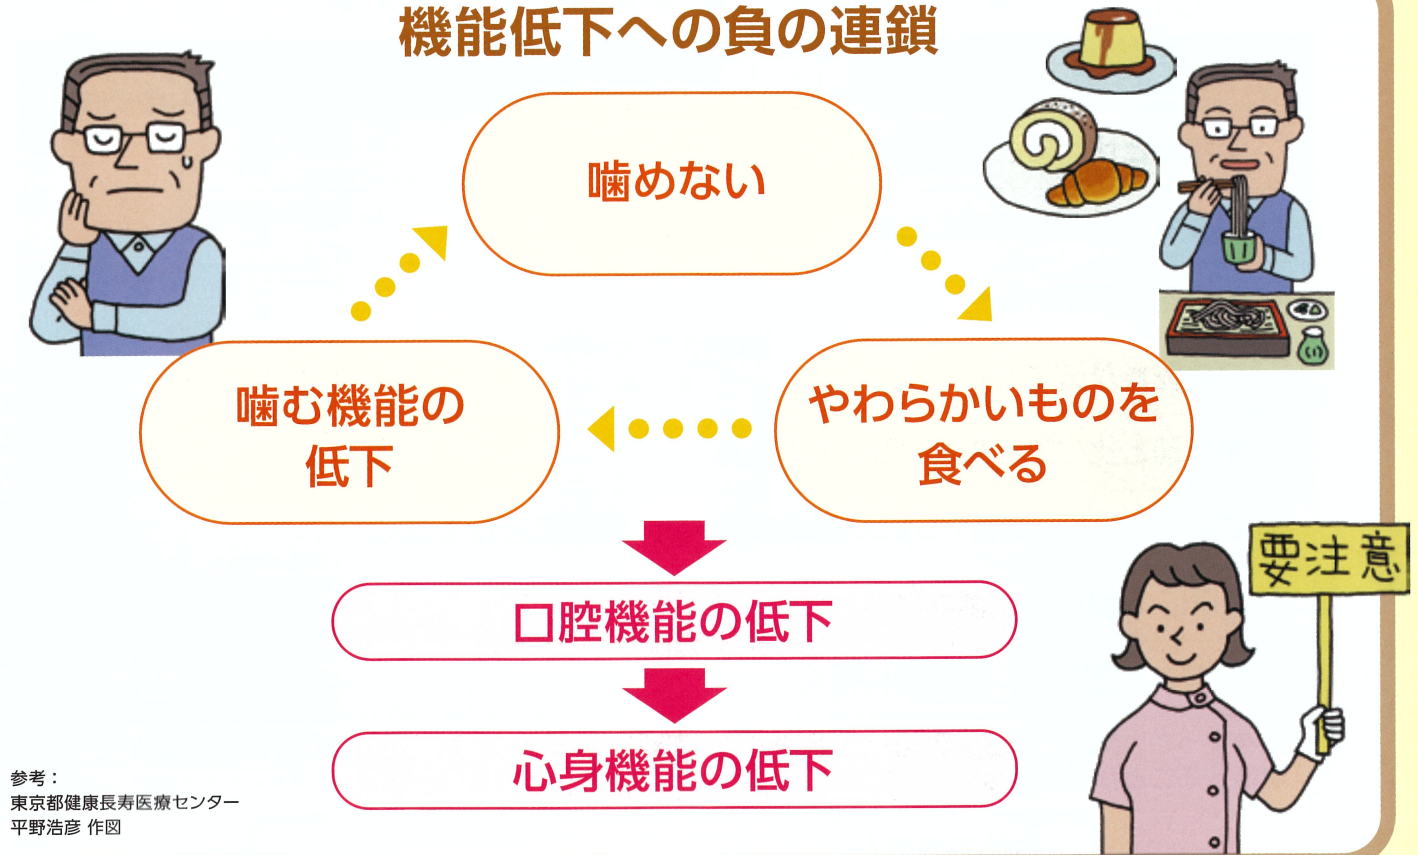 機能低下への負の連鎖
噛めない
噛む機能の
低下
やわらかいものを
食べる
口腔機能の低下
心身機能の低下
要注意
参考：
東京都健康長寿医療センター
平野浩彦 作図